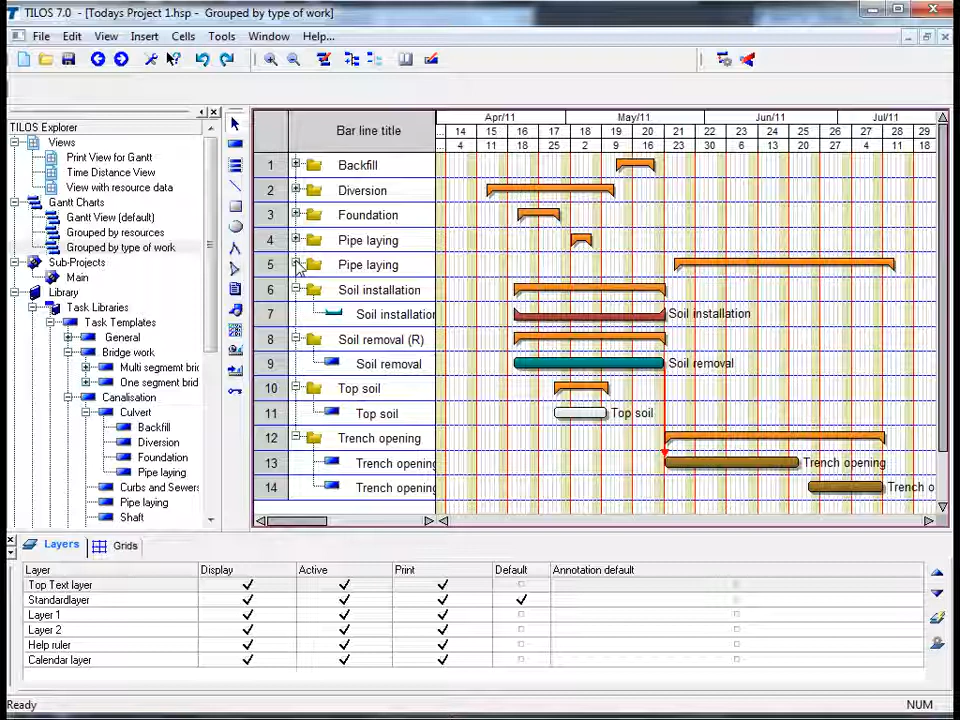 TILOS 7.0 - [Todays Project 1.hsp - Grouped by type of work]
File Edit View Insert Cells Tools Window Help...
TILOS Explorer
Views
Print View for Gantt
Time Distance View
View with resource data
Gantt Charts
Gantt View (default)
Grouped by resources
Grouped by type of work
Sub-Projects
Main
Library
Task Libraries
Task Templates
General
Bridge work
Multi segment brid
One segment brid
Canalisation
Culvert
Backfill
Diversion
Foundation
Pipe laying
Curbs and Sewers
Pipe laying
Shaft
Bar line title
Apr/11 May/11 Jun/11 Jul/11
14 15 16 17 18 19 20 21 22 23 24 25 26 27 28 29
4 11 18 25 2 9 16 23 30 6 13 20 27 4 11 18
1 Backfill
2 Diversion
3 Foundation
4 Pipe laying
5 Pipe laying
6 Soil installation
7 Soil installation Soil installation
8 Soil removal (R)
9 Soil removal Soil removal
10 Top soil
11 Top soil Top soil
12 Trench opening
13 Trench opening Trench opening
14 Trench opening Trench o
Layers Grids
Layer Display Active Print Default Annotation default
Top Text layer
Standardlayer
Layer 1
Layer 2
Help ruler
Calendar layer
Ready NUM